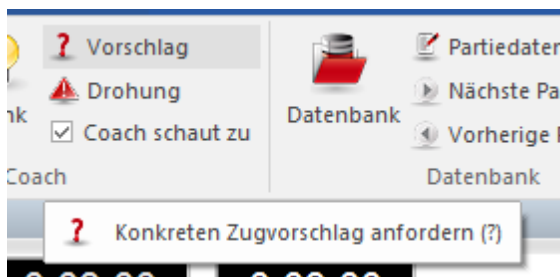 Vorschlag
Drohung
Coach schaut zu
Coach
Datenbank
Partiedaten
Nächste Pa
Vorherige
Datenbank
Konkreten Zugvorschlag anfordern (?)